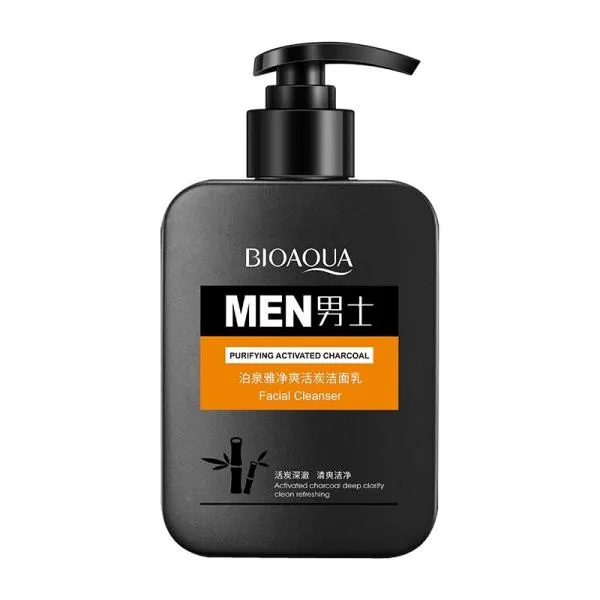 BIOAQUA
MEN男士
PURIFYING ACTIVATED CHARCOAL
泊泉雅净爽活炭洁面乳
Facial Cleanser
活炭深澈 清爽洁净
Activated charcoal deep clarity
clean refreshing